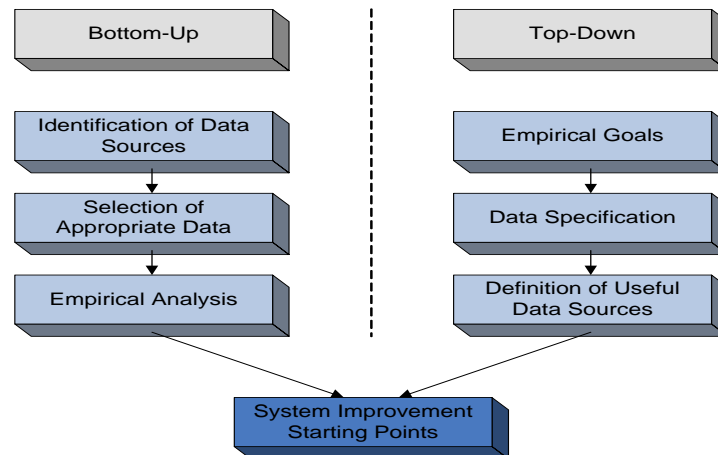 Bottom-Up
Top-Down
Identification of Data
Sources
Selection of
Appropriate Data
Empirical Analysis
Empirical Goals
Data Specification
Definition of Useful
Data Sources
System Improvement
Starting Points